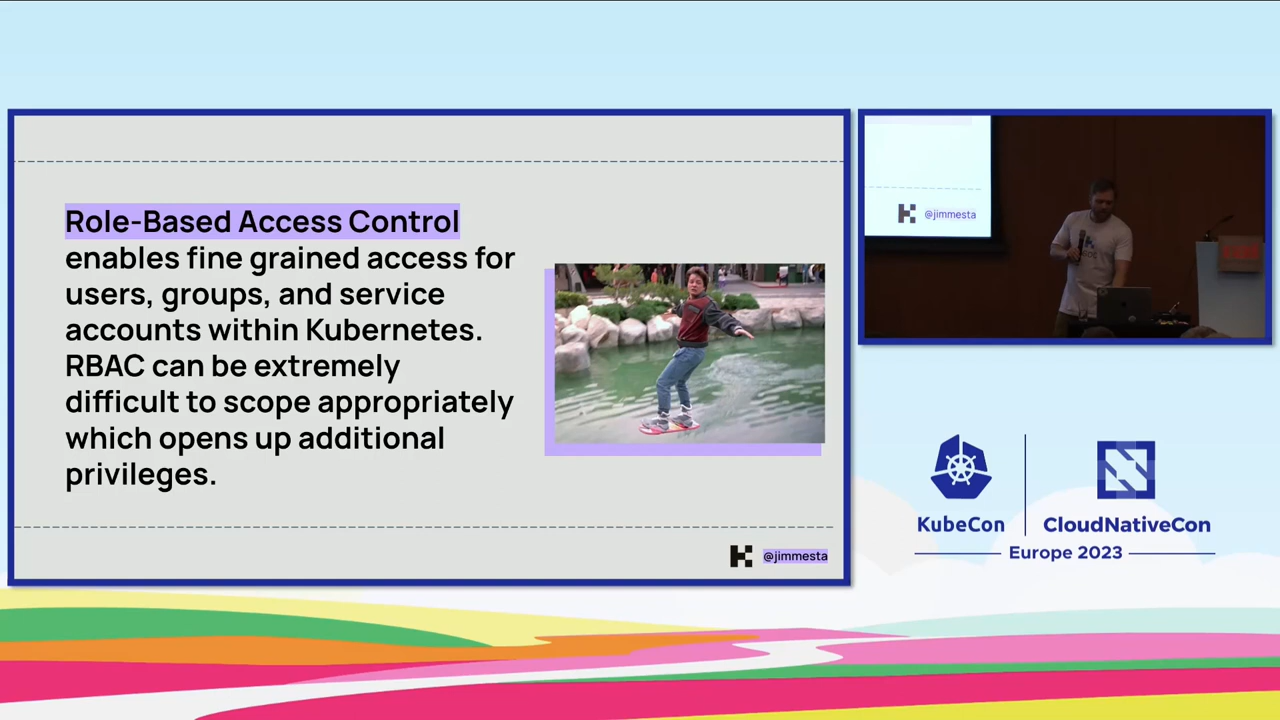 Role-Based Access Control
enables fine grained access for
users, groups, and service
accounts within Kubernetes.
RBAC can be extremely
difficult to scope appropriately
which opens up additional
privileges.
@jimmesta
@jimmesta
KubeCon
CloudNativeCon
Europe 2023